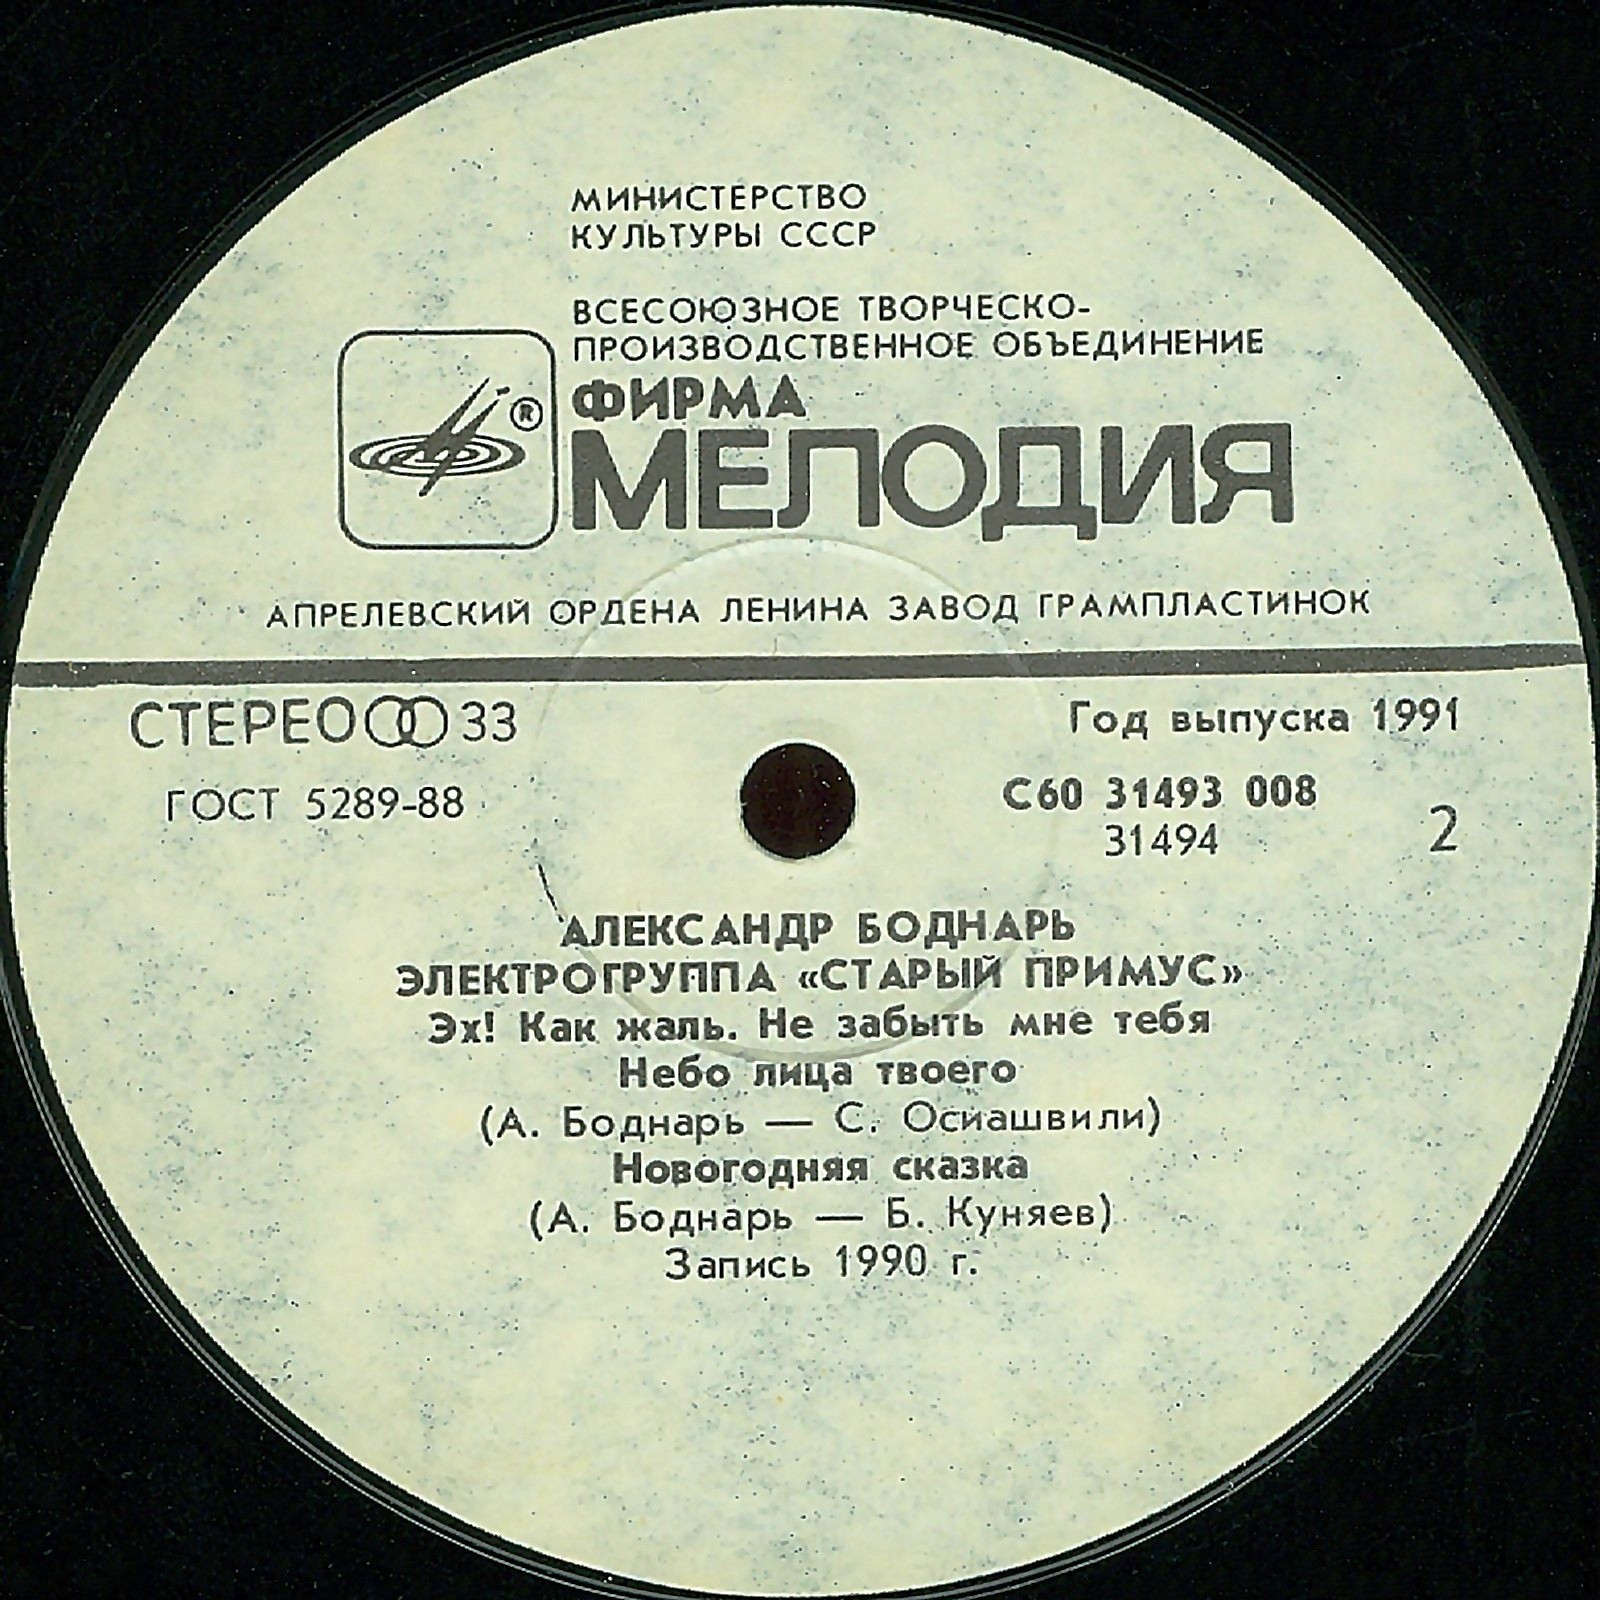 МИНИСТЕРСТВО
КУЛЬТУРЫ СССР
ВСЕСОЮЗНОЕ ТВОРЧЕСКО-
ПРОИЗВОДСТВЕННОЕ ОБЪЕДИНЕНИЕ
®
ФИРМА
МЕЛОДИЯ
АПРЕЛЕВСКИЙ ОРДЕНА ЛЕНИНА ЗАВОД ГРАМПЛАСТИНОК
СТЕРЕО 33
Год выпуска 1991
ГОСТ 5289-88
С60 31493 008
31494
2
АЛЕКСАНДР БОДНАРЬ
ЭЛЕКТРОГРУППА «СТАРЫЙ ПРИМУС»
Эх! Как жаль. Не забыть мне тебя
Небо лица твоего
(А. Боднарь — С. Осиашвили)
Новогодняя сказка
(А. Боднарь — Б. Куняев)
Запись 1990 г.